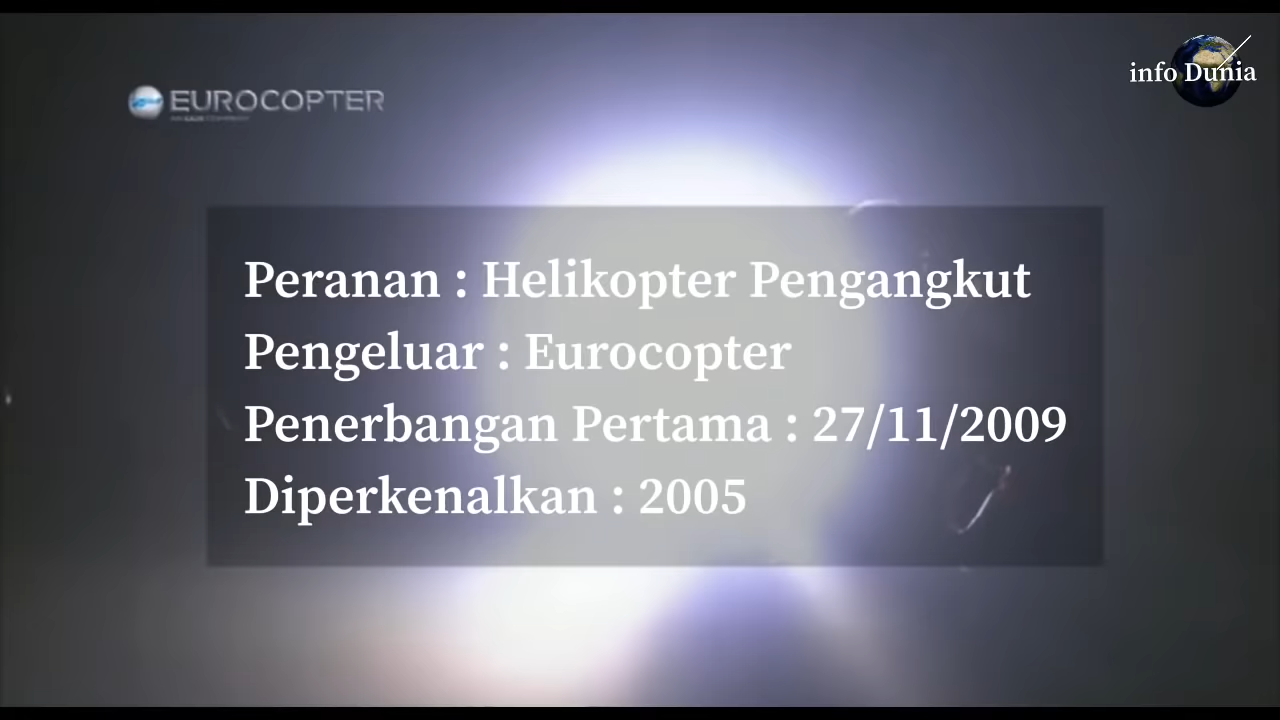 info Dunia
EUROCOPTER
Peranan : Helikopter Pengangkut
Pengeluar : Eurocopter
Penerbangan Pertama : 27/11/2009
Diperkenalkan : 2005